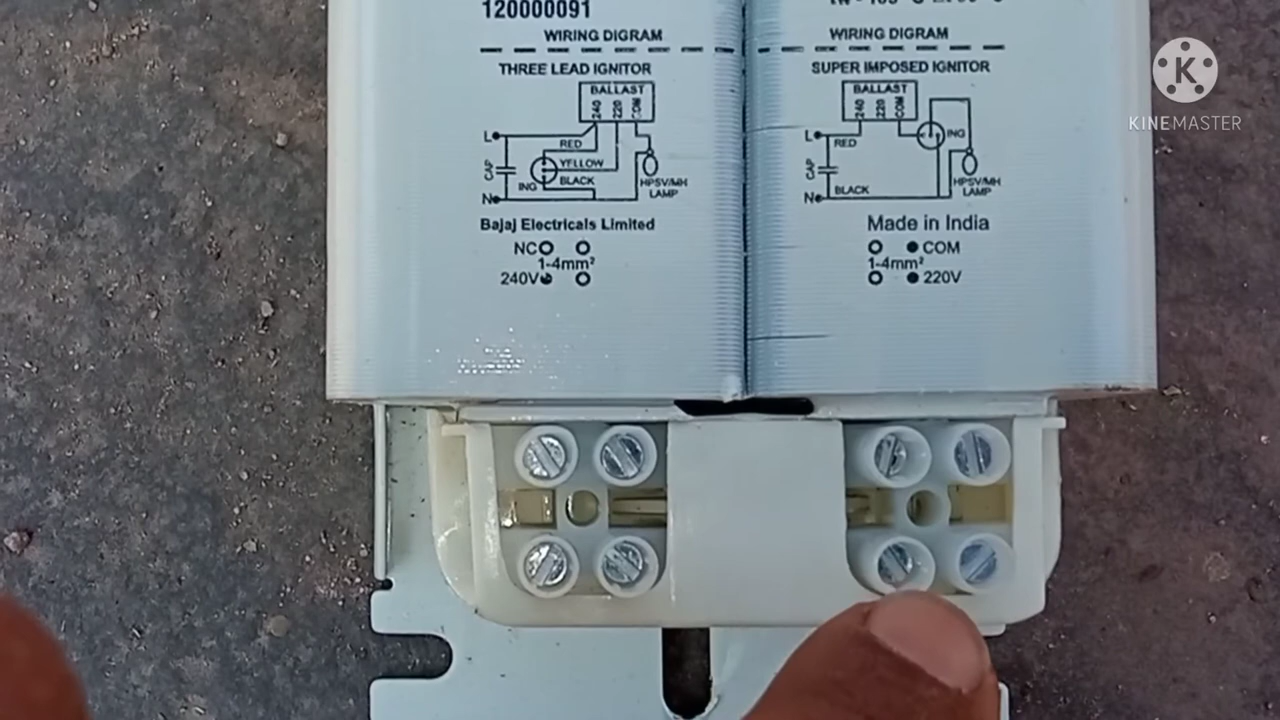 120000091
WIRING DIGRAM
THREE LEAD IGNITOR
BALLAST
240 220 COM
L
RED
CAP
YELLOW
BLACK
ING
HPSV/MH
LAMP
N
Bajaj Electricals Limited
NC
1-4mm²
240V
WIRING DIGRAM
SUPER IMPOSED IGNITOR
BALLAST
240 220 COM
L
ING
RED
CAP
HPSV/MH
LAMP
BLACK
N
Made in India
COM
1-4mm²
220V
K
KINEMASTER